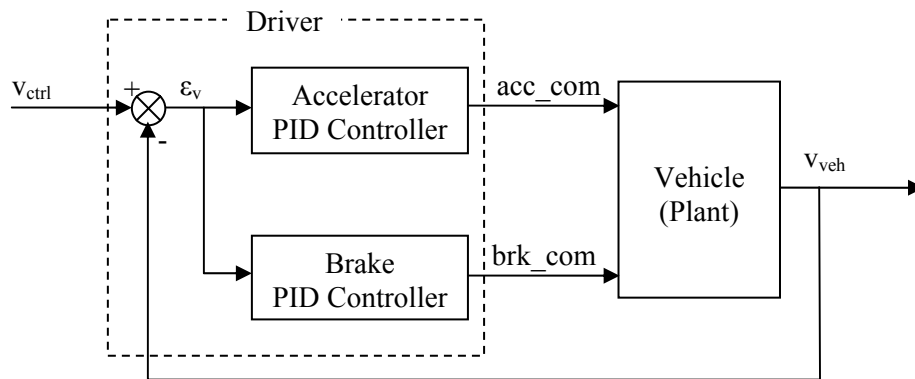 Driver
v_ctrl
+
-
ε_v
Accelerator
PID Controller
acc_com
Brake
PID Controller
brk_com
Vehicle
(Plant)
v_veh